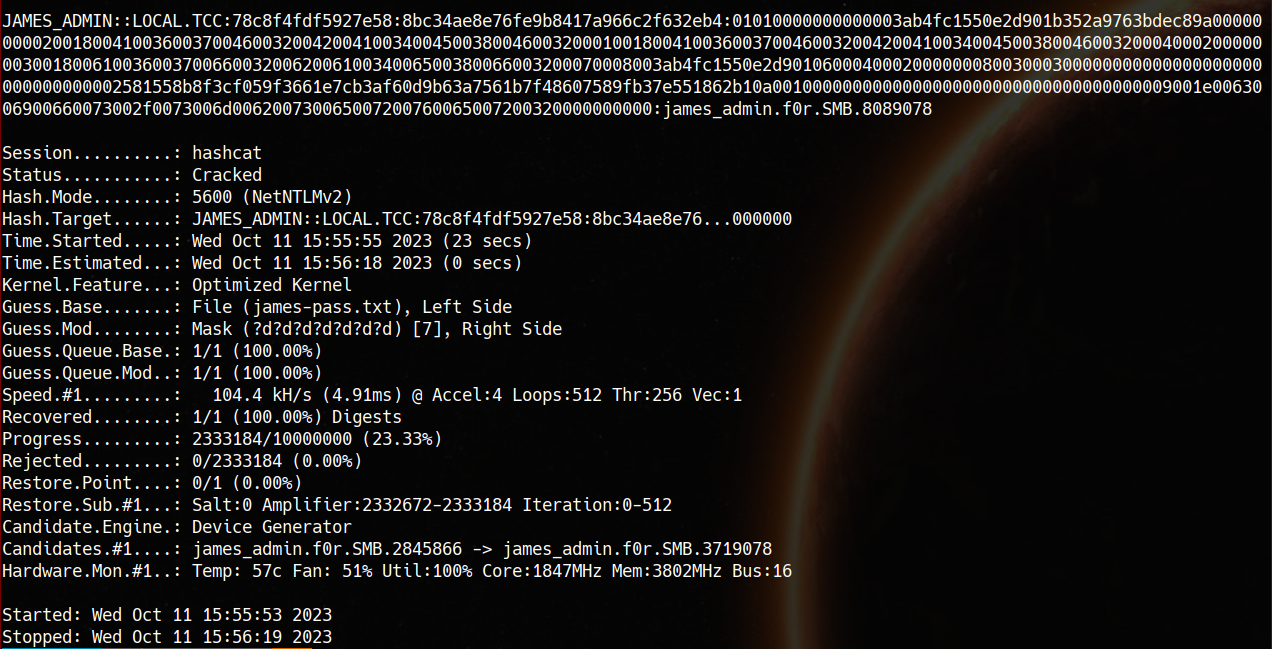 JAMES_ADMIN::LOCAL.TCC:78c8f4fdf5927e58:8bc34ae8e76fe9b8417a966c2f632eb4:01010000000000003ab4fc1550e2d901b352a9763bdec89a00000
00002001800410036003700460032004200410034004500380046003200010018004100360037004600320042004100340045003800460032000400020000000
0030018006100360037006600320062006100340065003800660032000700080003ab4fc1550e2d90106000400020000000800300030000000000000000000000
0000000000002581558b8f3cf059f3661e7cb3af60d9b63a7561b7f48607589fb37e551862b10a0010000000000000000000000000000000000009001e00630
06900660073002f0073006d006200730065007200760065007200320000000000:james_admin.f0r.SMB.8089078
Session..........: hashcat
Status...........: Cracked
Hash.Mode........: 5600 (NetNTLMv2)
Hash.Target......: JAMES_ADMIN::LOCAL.TCC:78c8f4fdf5927e58:8bc34ae8e76...000000
Time.Started.....: Wed Oct 11 15:55:55 2023 (23 secs)
Time.Estimated...: Wed Oct 11 15:56:18 2023 (0 secs)
Kernel.Feature...: Optimized Kernel
Guess.Base.......: File (james-pass.txt), Left Side
Guess.Mod........: Mask (?d?d?d?d?d?d?d) [7], Right Side
Guess.Queue.Base.: 1/1 (100.00%)
Guess.Queue.Mod..: 1/1 (100.00%)
Speed.#1.........:   104.4 kH/s (4.91ms) @ Accel:4 Loops:512 Thr:256 Vec:1
Recovered........: 1/1 (100.00%) Digests
Progress.........: 2333184/10000000 (23.33%)
Rejected.........: 0/2333184 (0.00%)
Restore.Point....: 0/1 (0.00%)
Restore.Sub.#1...: Salt:0 Amplifier:2332672-2333184 Iteration:0-512
Candidate.Engine.: Device Generator
Candidates.#1....: james_admin.f0r.SMB.2845866 -> james_admin.f0r.SMB.3719078
Hardware.Mon.#1..: Temp: 57c Fan: 51% Util:100% Core:1847MHz Mem:3802MHz Bus:16
Started: Wed Oct 11 15:55:53 2023
Stopped: Wed Oct 11 15:56:19 2023